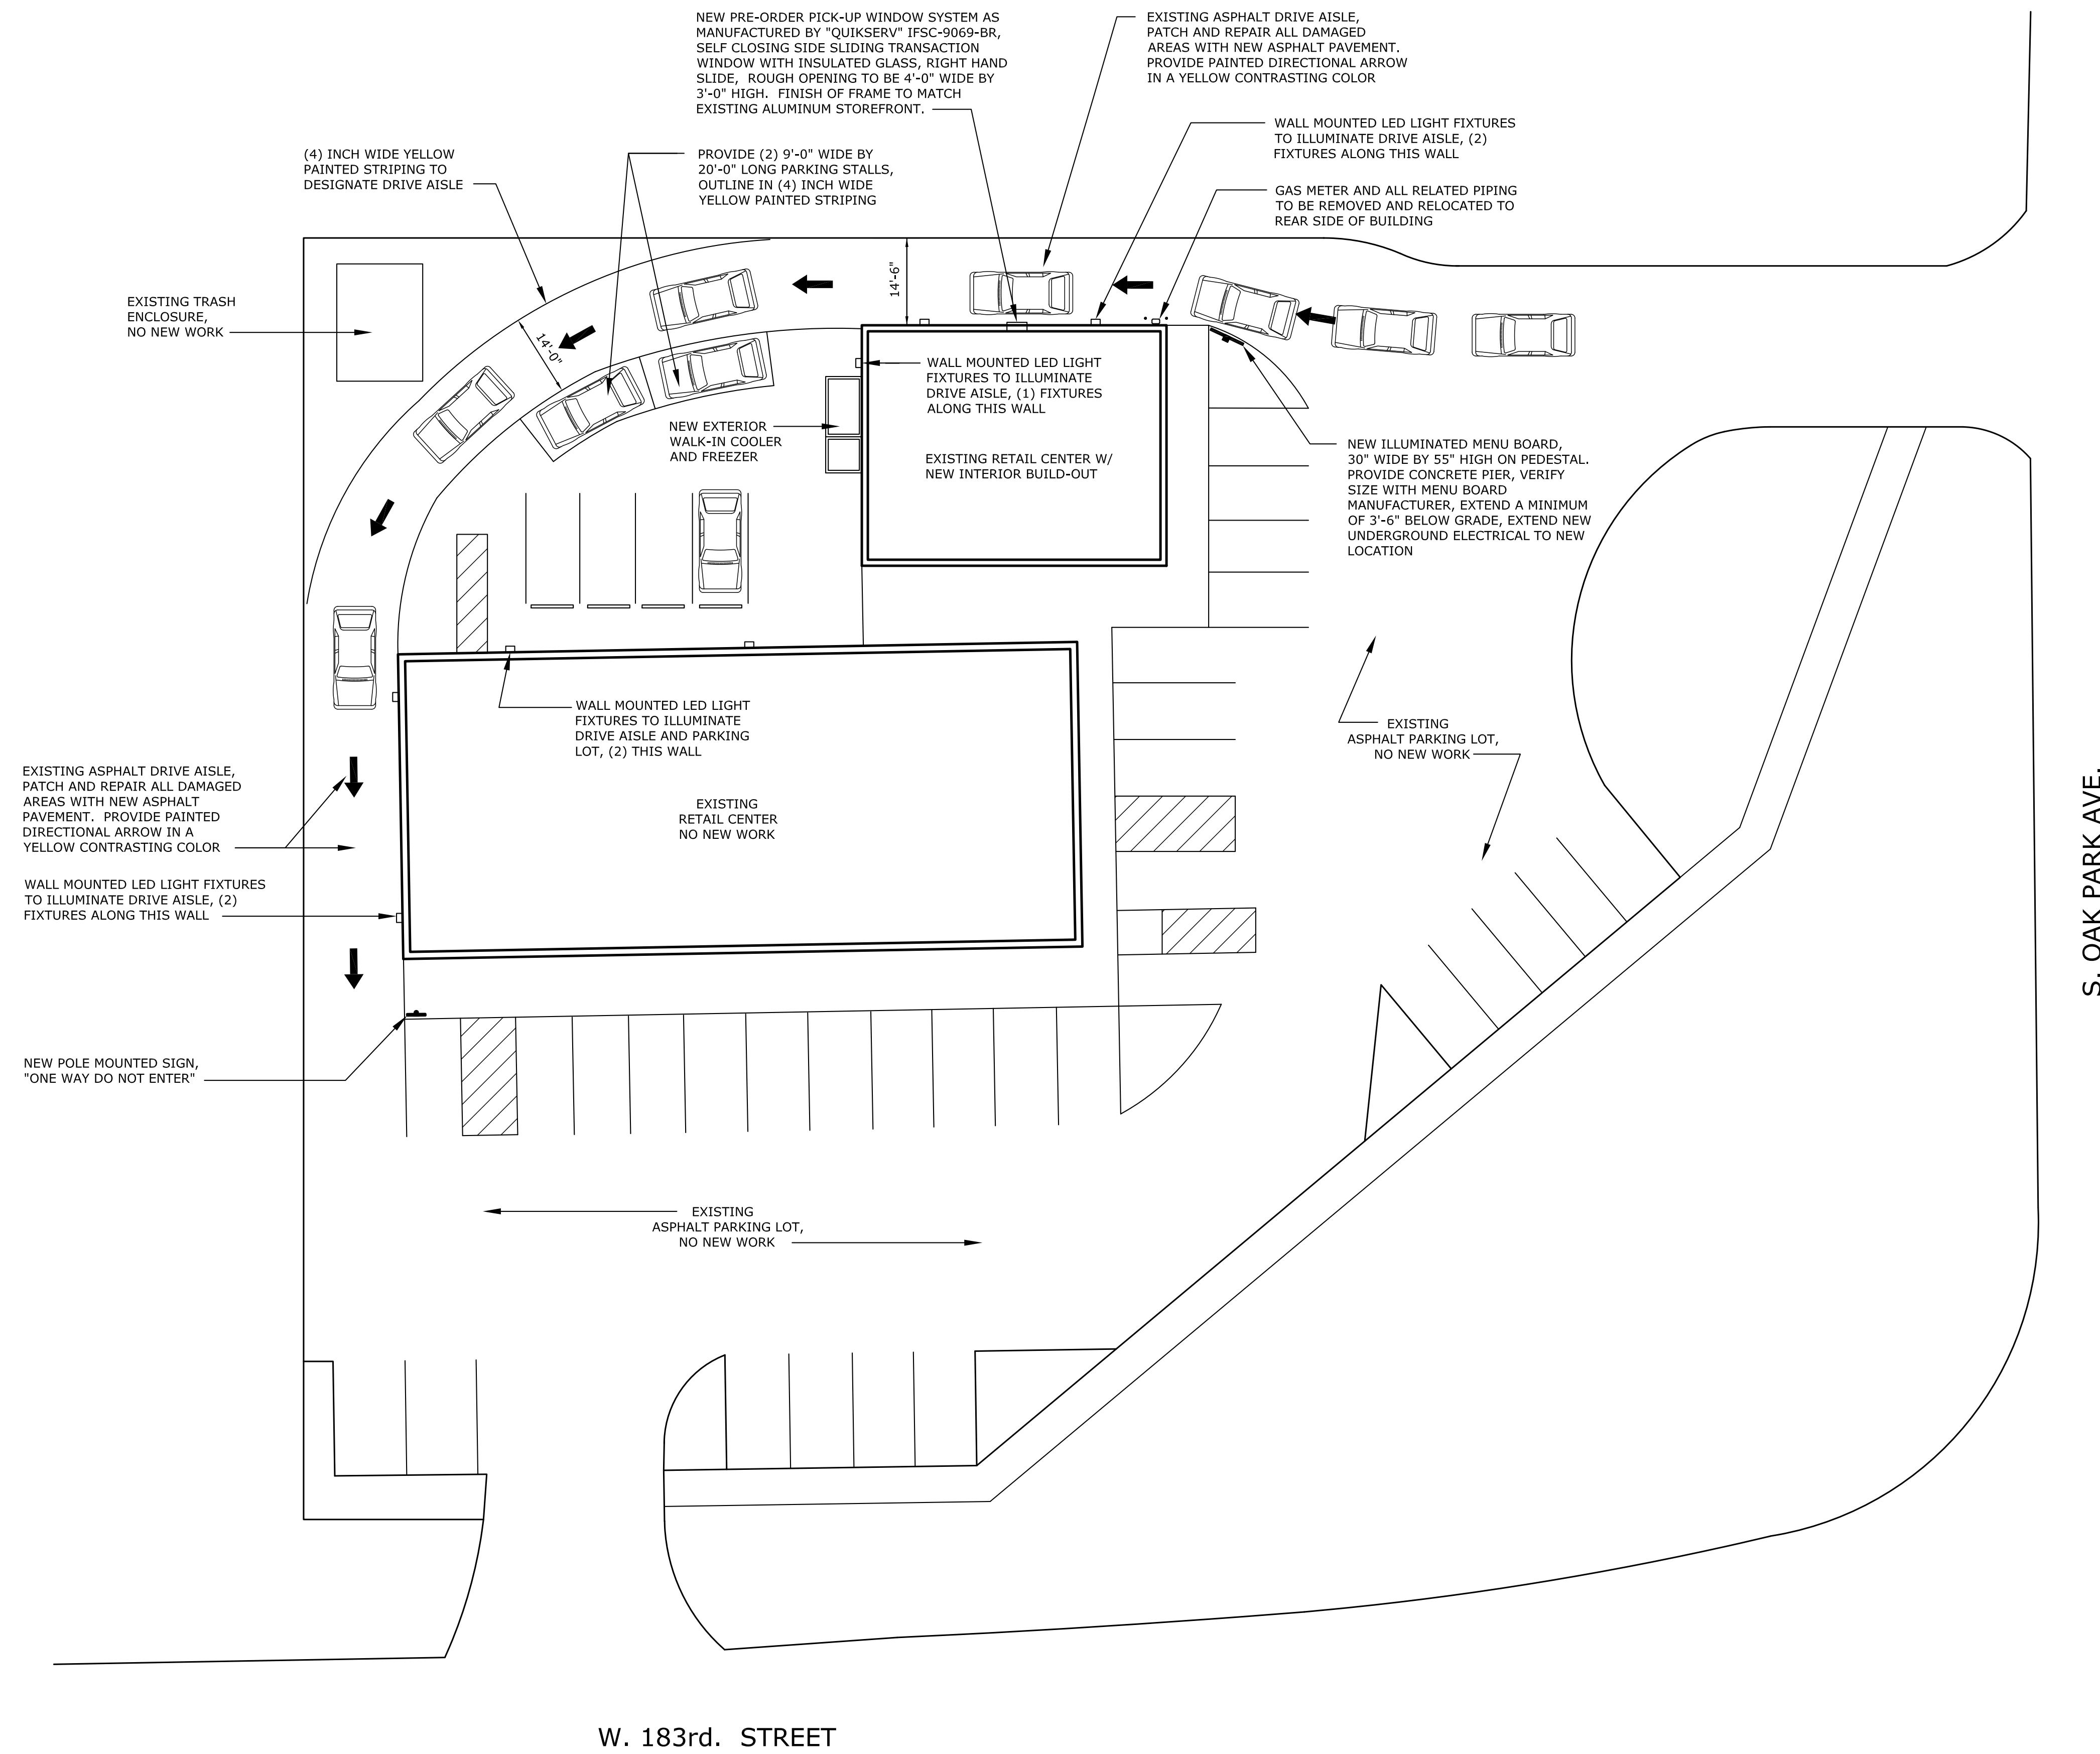 NEW PRE-ORDER PICK-UP WINDOW SYSTEM AS
MANUFACTURED BY "QUIKSERV" IFSC-9069-BR,
SELF CLOSING SIDE SLIDING TRANSACTION
WINDOW WITH INSULATED GLASS, RIGHT HAND
SLIDE, ROUGH OPENING TO BE 4'-0" WIDE BY
3'-0" HIGH. FINISH OF FRAME TO MATCH
EXISTING ALUMINUM STOREFRONT.
EXISTING ASPHALT DRIVE AISLE,
PATCH AND REPAIR ALL DAMAGED
AREAS WITH NEW ASPHALT PAVEMENT.
PROVIDE PAINTED DIRECTIONAL ARROW
IN A YELLOW CONTRASTING COLOR
WALL MOUNTED LED LIGHT FIXTURES
TO ILLUMINATE DRIVE AISLE, (2)
FIXTURES ALONG THIS WALL
(4) INCH WIDE YELLOW
PAINTED STRIPING TO
DESIGNATE DRIVE AISLE
PROVIDE (2) 9'-0" WIDE BY
20'-0" LONG PARKING STALLS,
OUTLINE IN (4) INCH WIDE
YELLOW PAINTED STRIPING
GAS METER AND ALL RELATED PIPING
TO BE REMOVED AND RELOCATED TO
REAR SIDE OF BUILDING
14'-6"
EXISTING TRASH
ENCLOSURE,
NO NEW WORK
14'-0"
WALL MOUNTED LED LIGHT
FIXTURES TO ILLUMINATE
DRIVE AISLE, (1) FIXTURES
ALONG THIS WALL
NEW EXTERIOR
WALK-IN COOLER
AND FREEZER
EXISTING RETAIL CENTER W/
NEW INTERIOR BUILD-OUT
NEW ILLUMINATED MENU BOARD,
30" WIDE BY 55" HIGH ON PEDESTAL.
PROVIDE CONCRETE PIER, VERIFY
SIZE WITH MENU BOARD
MANUFACTURER, EXTEND A MINIMUM
OF 3'-6" BELOW GRADE, EXTEND NEW
UNDERGROUND ELECTRICAL TO NEW
LOCATION
WALL MOUNTED LED LIGHT
FIXTURES TO ILLUMINATE
DRIVE AISLE AND PARKING
LOT, (2) THIS WALL
EXISTING
ASPHALT PARKING LOT,
NO NEW WORK
EXISTING ASPHALT DRIVE AISLE,
PATCH AND REPAIR ALL DAMAGED
AREAS WITH NEW ASPHALT
PAVEMENT. PROVIDE PAINTED
DIRECTIONAL ARROW IN A
YELLOW CONTRASTING COLOR
EXISTING
RETAIL CENTER
NO NEW WORK
S. OAK PARK AVE.
WALL MOUNTED LED LIGHT FIXTURES
TO ILLUMINATE DRIVE AISLE, (2)
FIXTURES ALONG THIS WALL
NEW POLE MOUNTED SIGN,
"ONE WAY DO NOT ENTER"
EXISTING
ASPHALT PARKING LOT,
NO NEW WORK
W. 183rd. STREET